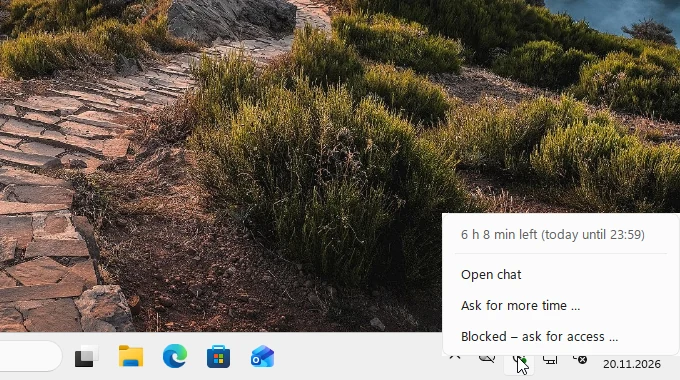 6 h 8 min left (today until 23:59)
Open chat
Ask for more time ...
Blocked – ask for access ...
20.11.2026